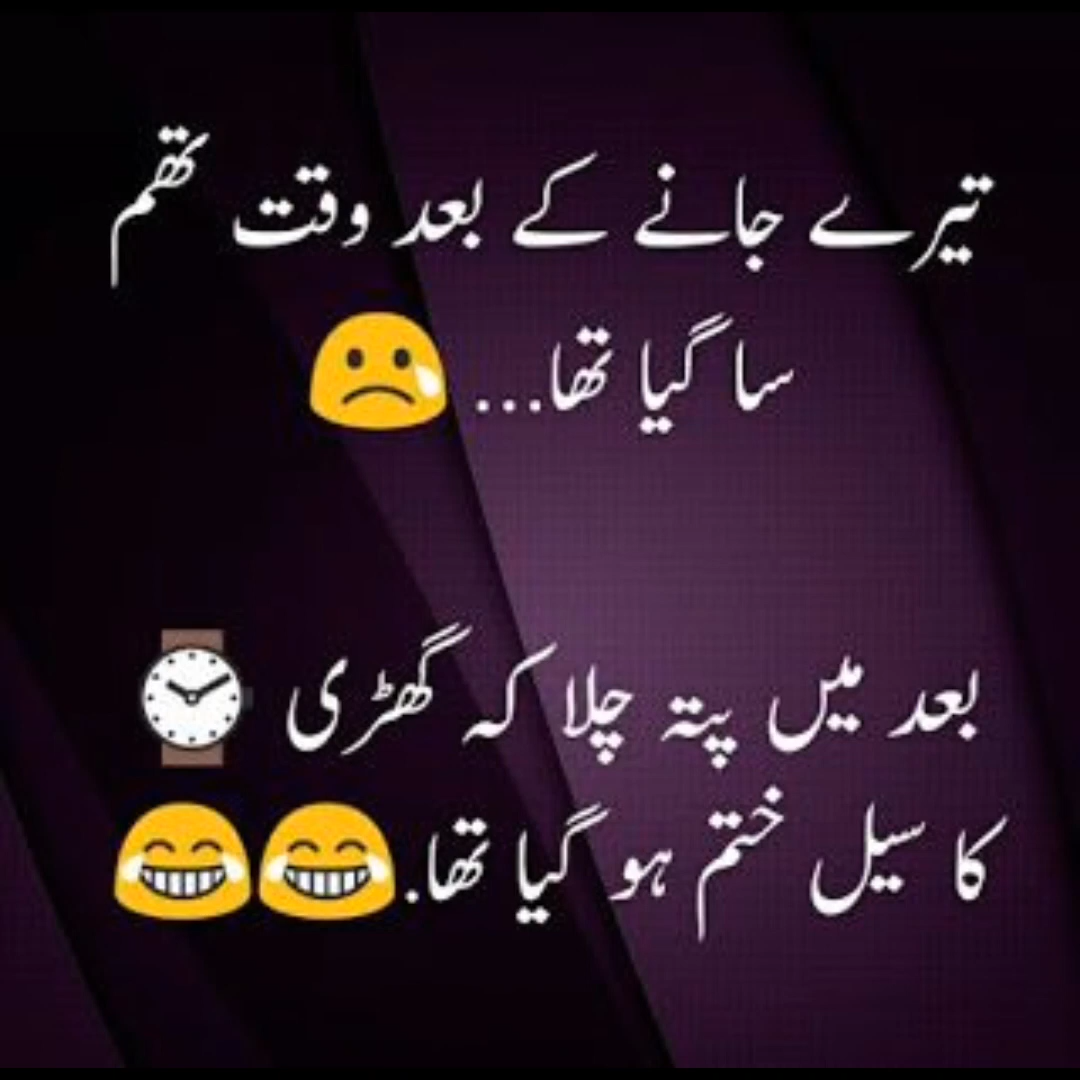 تیرے جانے کے بعد وقت تھم
سا گیا تھا... 😢
بعد میں پتہ چلا کہ گھڑی ⌚
کا سیل ختم ہو گیا تھا.😂😂